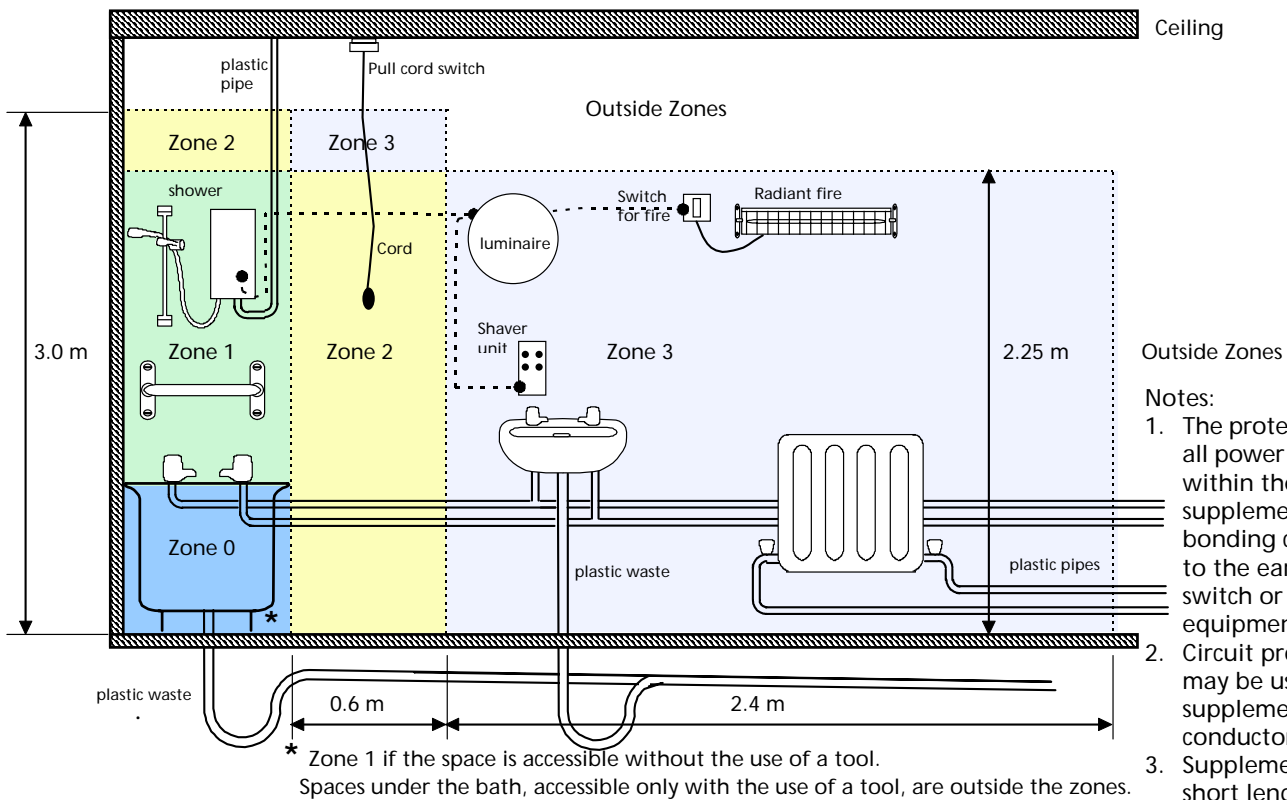 Ceiling
plastic
pipe
Pull cord switch
Outside Zones
Zone 2
Zone 3
shower
Switch
for fire
Radiant fire
luminaire
Cord
Shaver
unit
3.0 m
Zone 1
Zone 2
Zone 3
2.25 m
Outside Zones
Zone 0
*
plastic waste
plastic pipes
plastic waste
.
0.6 m
2.4 m
* Zone 1 if the space is accessible without the use of a tool.
Spaces under the bath, accessible only with the use of a tool, are outside the zones.
Notes:
1. The prote
all power
within the
supplemen
bonding c
to the ear
switch or
equipmen
2. Circuit pro
may be us
supplemen
conductor
3. Supplemen
short leng